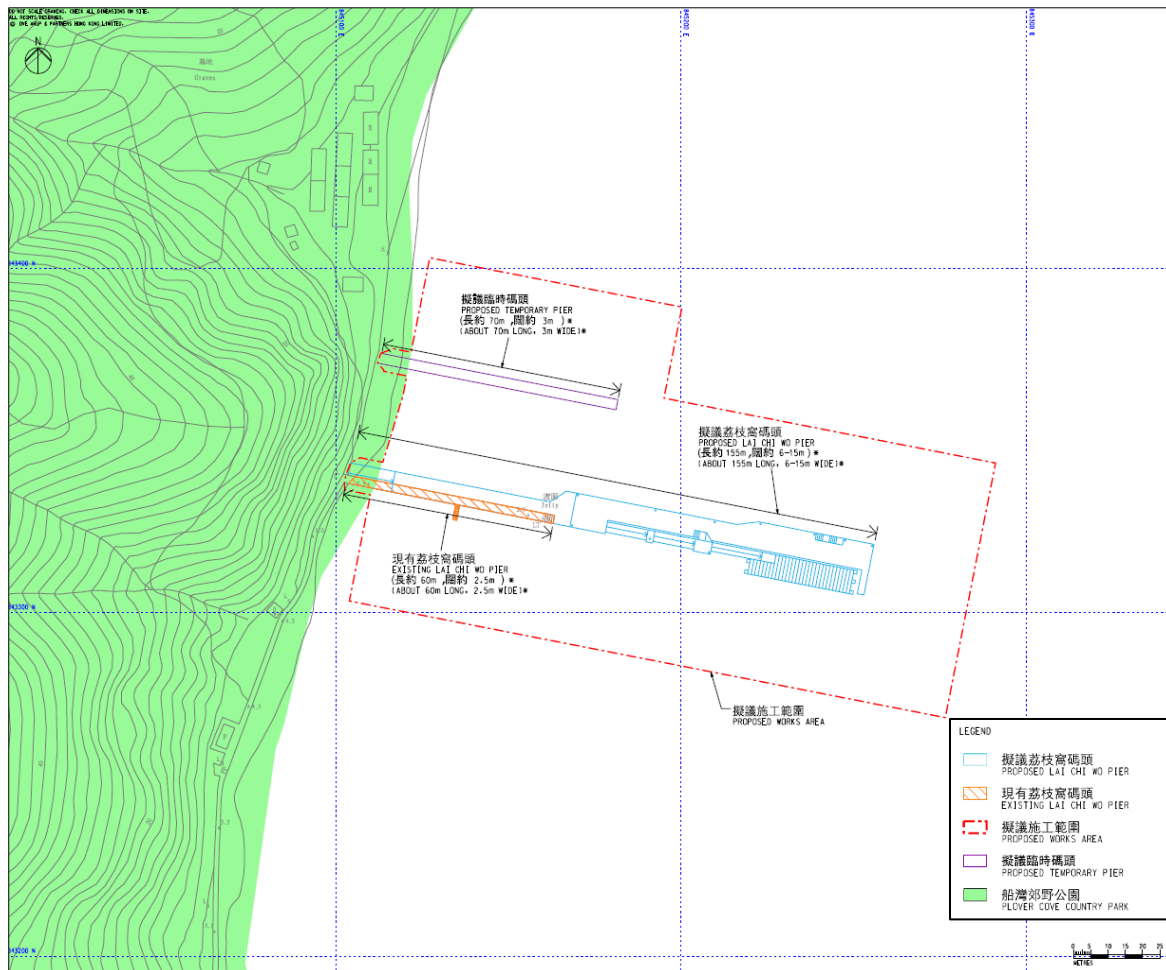 DO NOT SCALE DRAWING. CHECK ALL DIMENSIONS ON SITE.
ALL RIGHTS RESERVED.
© OVE ARUP & PARTNERS HONG KONG LIMITED.
N
845100 E
845200 E
845300 E
墓地
Graves
R
R
R
843400 N
擬議臨時碼頭
PROPOSED TEMPORARY PIER
(長約 70m ,闊約 3m )*
(ABOUT 70m LONG, 3m WIDE)*
擬議荔枝窩碼頭
PROPOSED LAI CHI WO PIER
(長約 155m ,闊約 6-15m )*
(ABOUT 155m LONG, 6-15m WIDE)*
Jetty
現有荔枝窩碼頭
EXISTING LAI CHI WO PIER
(長約 60m ,闊約 2.5m )*
(ABOUT 60m LONG, 2.5m WIDE)*
843300 N
擬議施工範圍
PROPOSED WORKS AREA
LEGEND
擬議荔枝窩碼頭
PROPOSED LAI CHI WO PIER
現有荔枝窩碼頭
EXISTING LAI CHI WO PIER
擬議施工範圍
PROPOSED WORKS AREA
擬議臨時碼頭
PROPOSED TEMPORARY PIER
船灣郊野公園
PLOVER COVE COUNTRY PARK
843200 N
0 5 10 15 20 25
METRES